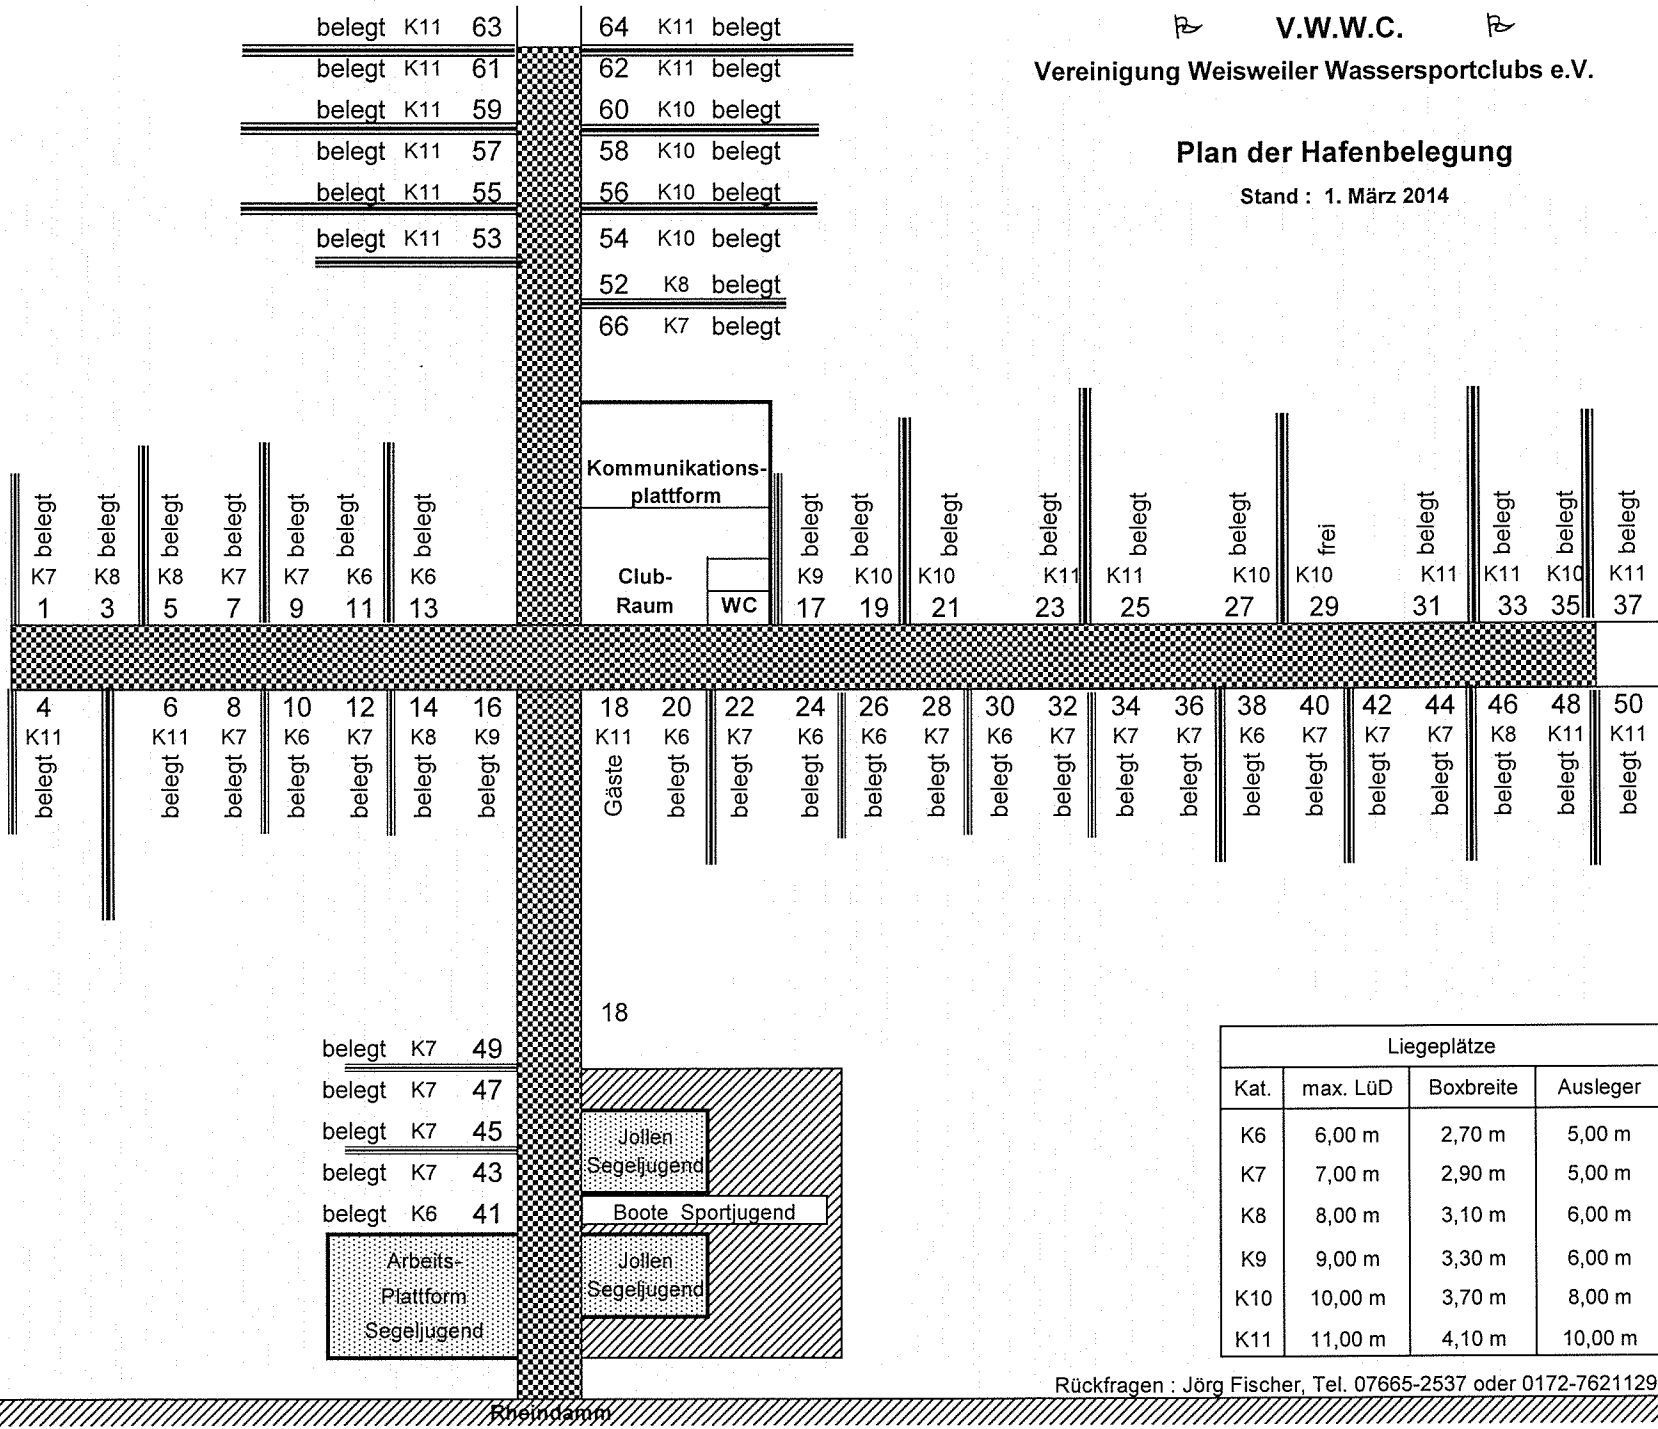 V.W.W.C.
Vereinigung Weisweiler Wassersportclubs e.V.
Plan der Hafenbelegung
Stand : 1. März 2014
belegt K11 63
64 K11 belegt
belegt K11 61
62 K11 belegt
belegt K11 59
60 K10 belegt
belegt K11 57
58 K10 belegt
belegt K11 55
56 K10 belegt
belegt K11 53
54 K10 belegt
52 K8 belegt
66 K7 belegt
Kommunikations-
plattform
Club-
Raum
WC
belegt belegt belegt belegt belegt belegt belegt belegt belegt belegt belegt belegt belegt frei belegt belegt belegt belegt
K7 K8 K8 K7 K7 K6 K6 K9 K10 K10 K11 K11 K10 K10 K11 K11 K10 K11
1 3 5 7 9 11 13 17 19 21 23 25 27 29 31 33 35 37
4 6 8 10 12 14 16 18 20 22 24 26 28 30 32 34 36 38 40 42 44 46 48 50
K11 K11 K7 K6 K7 K8 K9 K11 K6 K7 K6 K6 K7 K6 K7 K7 K7 K6 K7 K7 K7 K8 K11 K11
belegt belegt belegt belegt belegt belegt belegt Gäste belegt belegt belegt belegt belegt belegt belegt belegt belegt belegt belegt belegt belegt belegt belegt belegt
18
belegt K7 49
belegt K7 47
belegt K7 45
belegt K7 43
belegt K6 41
Jollen
Segeljugend
Boote Sportjugend
Jollen
Segeljugend
Arbeits-
Plattform
Segeljugend
Liegeplätze
Kat. max. LüD Boxbreite Ausleger
K6 6,00 m 2,70 m 5,00 m
K7 7,00 m 2,90 m 5,00 m
K8 8,00 m 3,10 m 6,00 m
K9 9,00 m 3,30 m 6,00 m
K10 10,00 m 3,70 m 8,00 m
K11 11,00 m 4,10 m 10,00 m
Rückfragen : Jörg Fischer, Tel. 07665-2537 oder 0172-7621129
Rheindamm